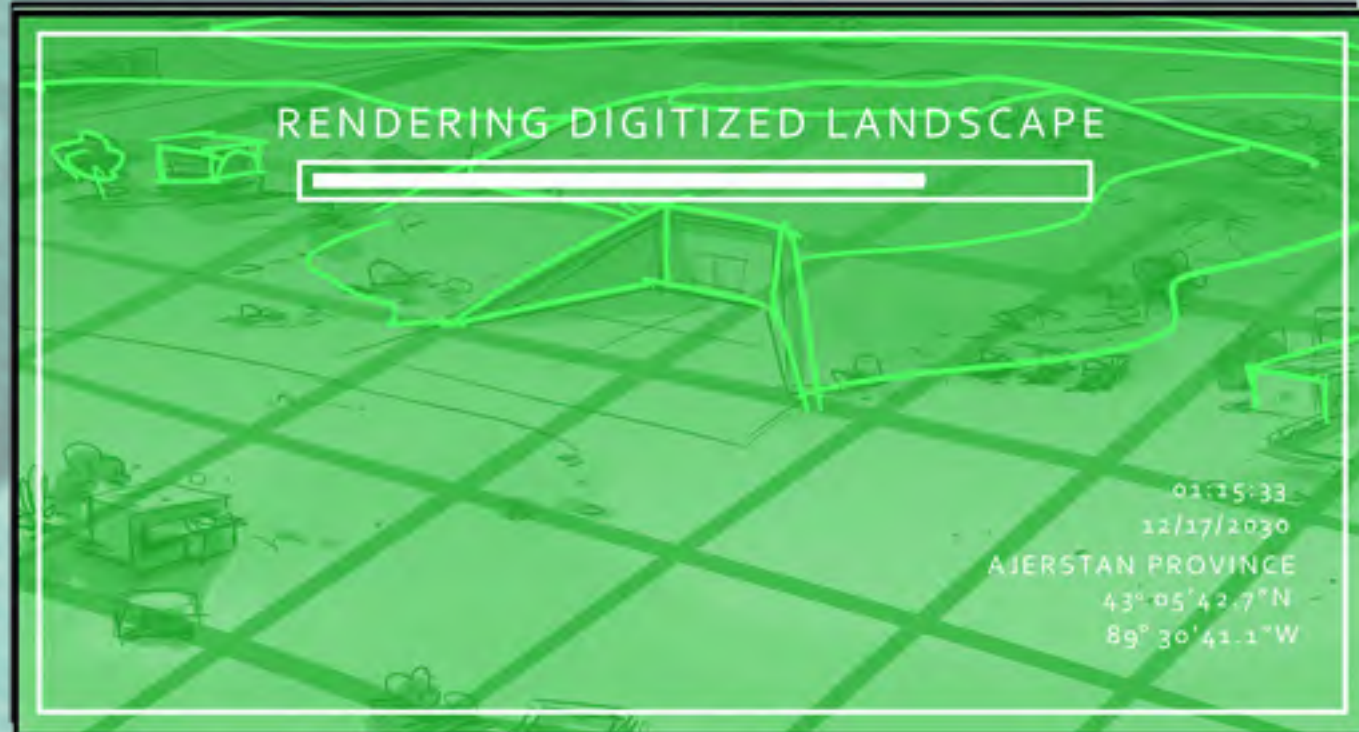 RENDERING DIGITIZED LANDSCAPE
01:15:33
12/17/2030
AJERSTAN PROVINCE
43° 05'42.7"N
89° 30'41.1"W